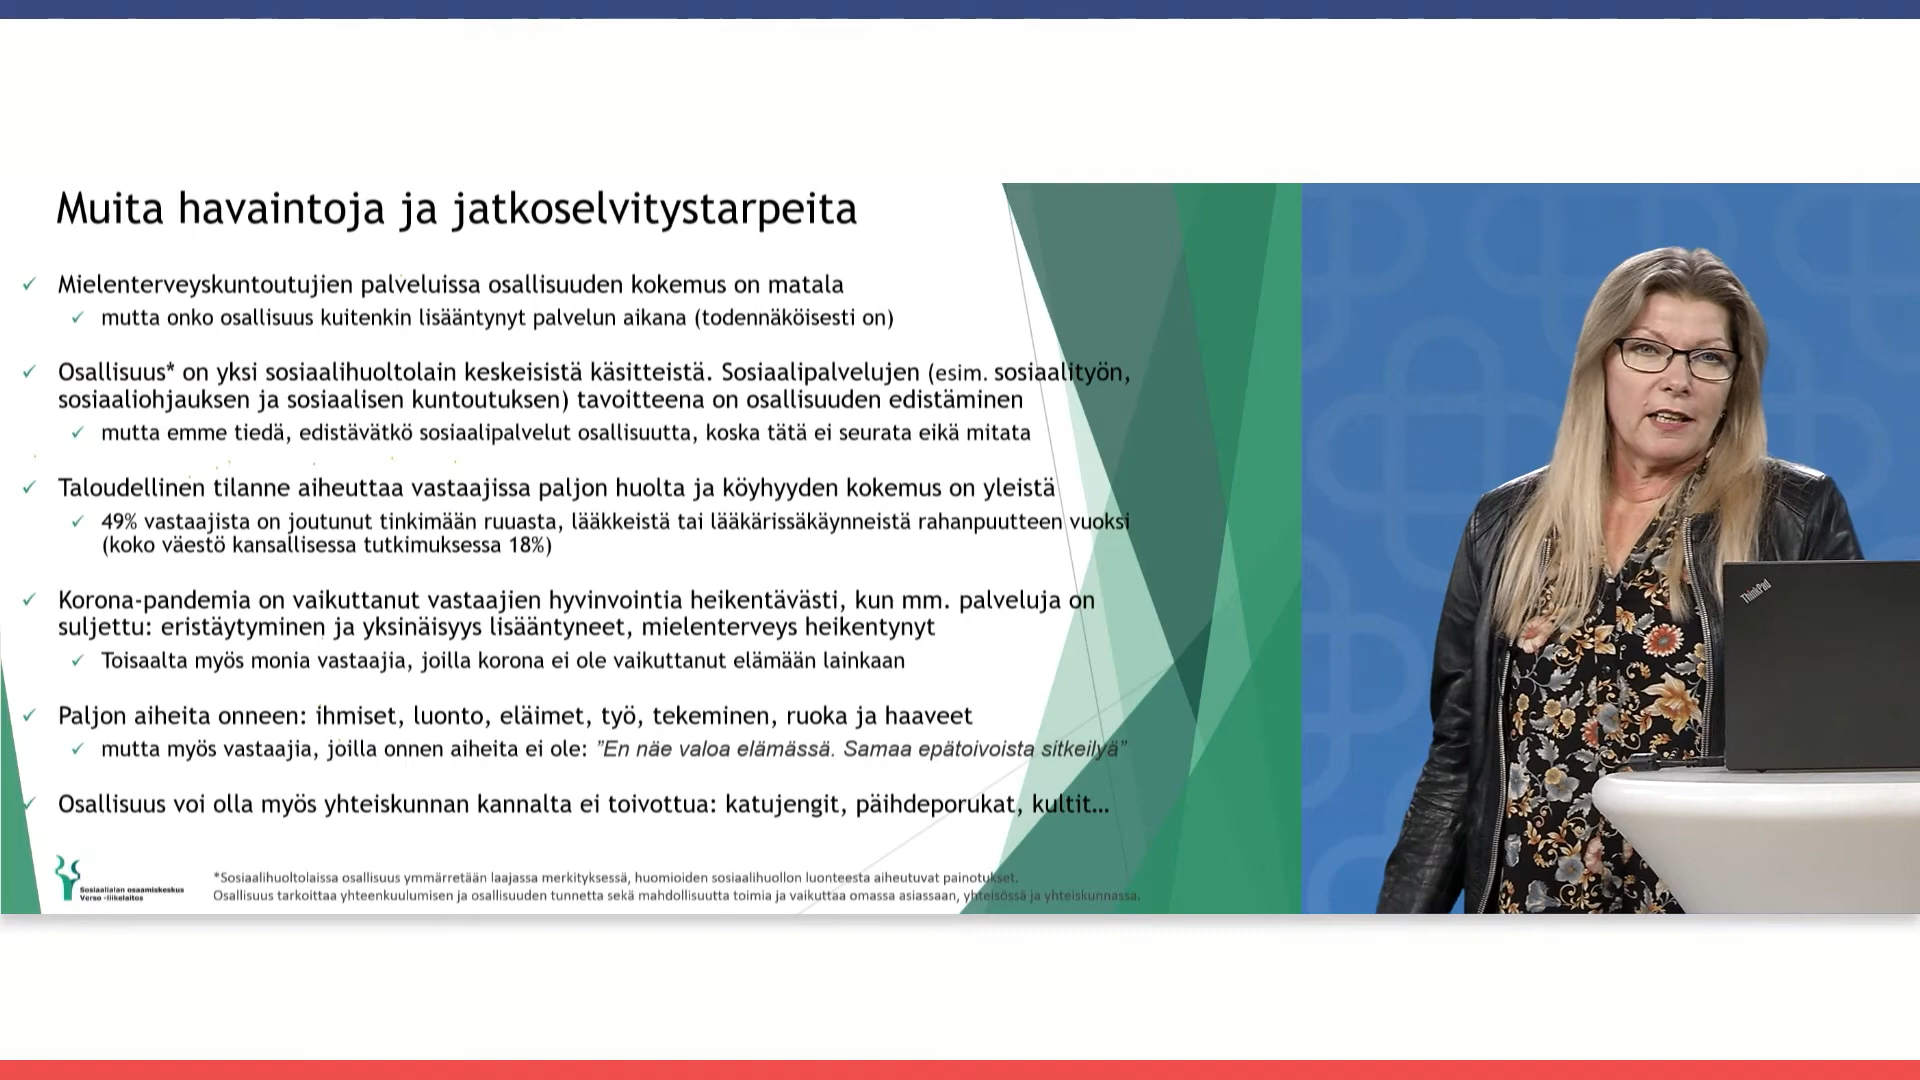 Muita havaintoja ja jatkoselvitystarpeita
Mielenterveyskuntoutujien palveluissa osallisuuden kokemus on matala
mutta onko osallisuus kuitenkin lisääntynyt palvelun aikana (todennäköisesti on)
Osallisuus* on yksi sosiaalihuoltolain keskeisistä käsitteistä. Sosiaalipalvelujen (esim. sosiaalityön,
sosiaaliohjauksen ja sosiaalisen kuntoutuksen) tavoitteena on osallisuuden edistäminen
mutta emme tiedä, edistävätkö sosiaalipalvelut osallisuutta, koska tätä ei seurata eikä mitata
Taloudellinen tilanne aiheuttaa vastaajissa paljon huolta ja köyhyyden kokemus on yleistä
49% vastaajista on joutunut tinkimään ruuasta, lääkkeistä tai lääkärissäkäynneistä rahanpuutteen vuoksi
(koko väestö kansallisessa tutkimuksessa 18%)
Korona-pandemia on vaikuttanut vastaajien hyvinvointia heikentävästi, kun mm. palveluja on
suljettu: eristäytyminen ja yksinäisyys lisääntyneet, mielenterveys heikentynyt
Toisaalta myös monia vastaajia, joilla korona ei ole vaikuttanut elämään lainkaan
Paljon aiheita onneen: ihmiset, luonto, eläimet, työ, tekeminen, ruoka ja haaveet
mutta myös vastaajia, joilla onnen aiheita ei ole: ”En näe valoa elämässä. Samaa epätoivoista sitkeilyä”
Osallisuus voi olla myös yhteiskunnan kannalta ei toivottua: katujengit, päihdeporukat, kultit…
Sosiaalialan osaamiskeskus
Verso -liikelaitos
*Sosiaalihuoltolaissa osallisuus ymmärretään laajassa merkityksessä, huomioiden sosiaalihuollon luonteesta aiheutuvat painotukset.
Osallisuus tarkoittaa yhteenkuulumisen ja osallisuuden tunnetta sekä mahdollisuutta toimia ja vaikuttaa omassa asiassaan, yhteisössä ja yhteiskunnassa.
ThinkPad